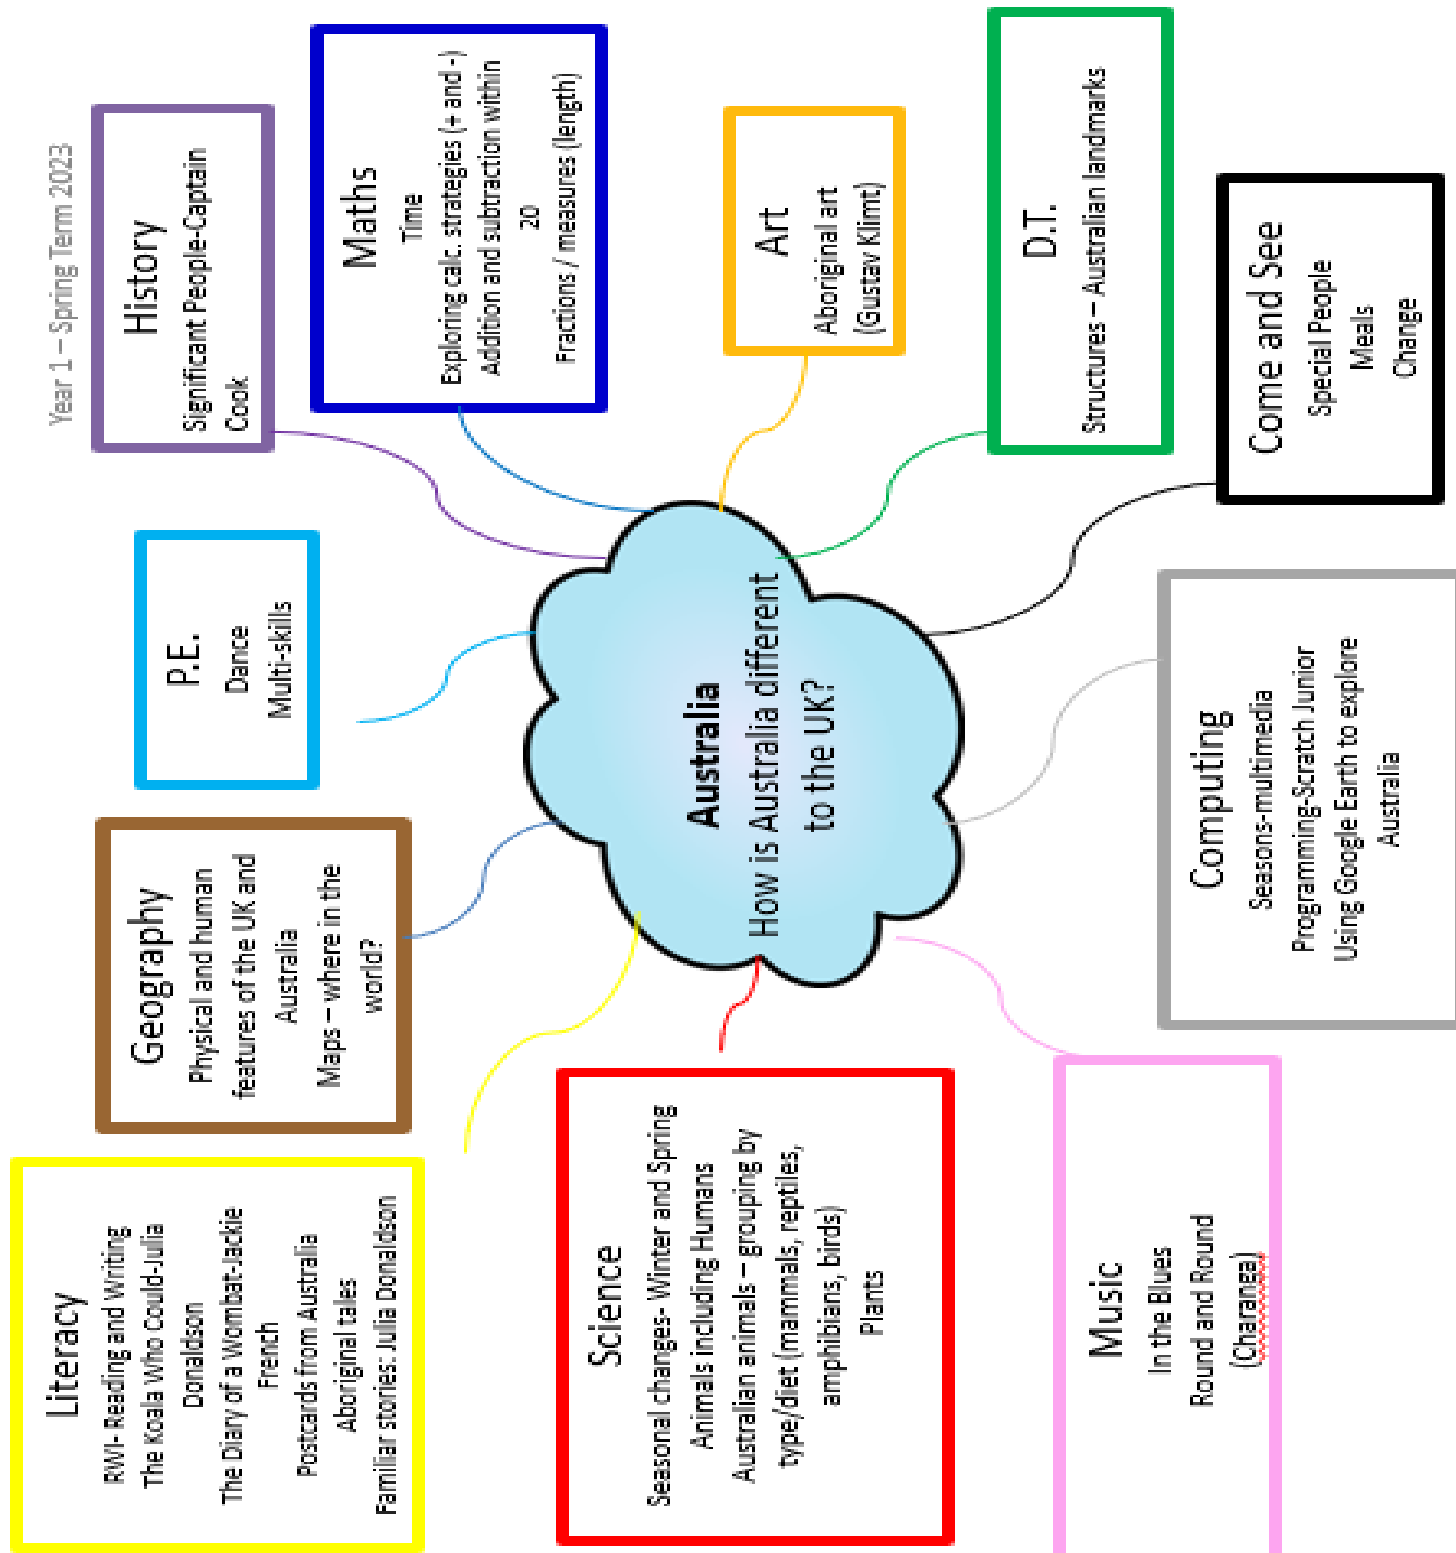 Year 1 – Spring Term 2023
Literacy
RWI- Reading and Writing
The Koala Who Could-Julia
Donaldson
The Diary of a Wombat-Jackie
French
Postcards from Australia
Aboriginal tales
Familiar stories: Julia Donaldson
Geography
Physical and human
features of the UK and
Australia
Maps – where in the
world?
P.E.
Dance
Multi-skills
History
Significant People-Captain
Cook
Maths
Time
Exploring calc. strategies (+ and -)
Addition and subtraction within
20
Fractions / measures (length)
Science
Seasonal changes- Winter and Spring
Animals including Humans
Australian animals – grouping by
type/diet (mammals, reptiles,
amphibians, birds)
Plants
Australia
How is Australia different
to the UK?
Art
Aboriginal art
(Gustav Klimt)
D.T.
Structures – Australian landmarks
Music
In the Blues
Round and Round
(Charanga)
Computing
Seasons-multimedia
Programming-Scratch Junior
Using Google Earth to explore
Australia
Come and See
Special People
Meals
Change